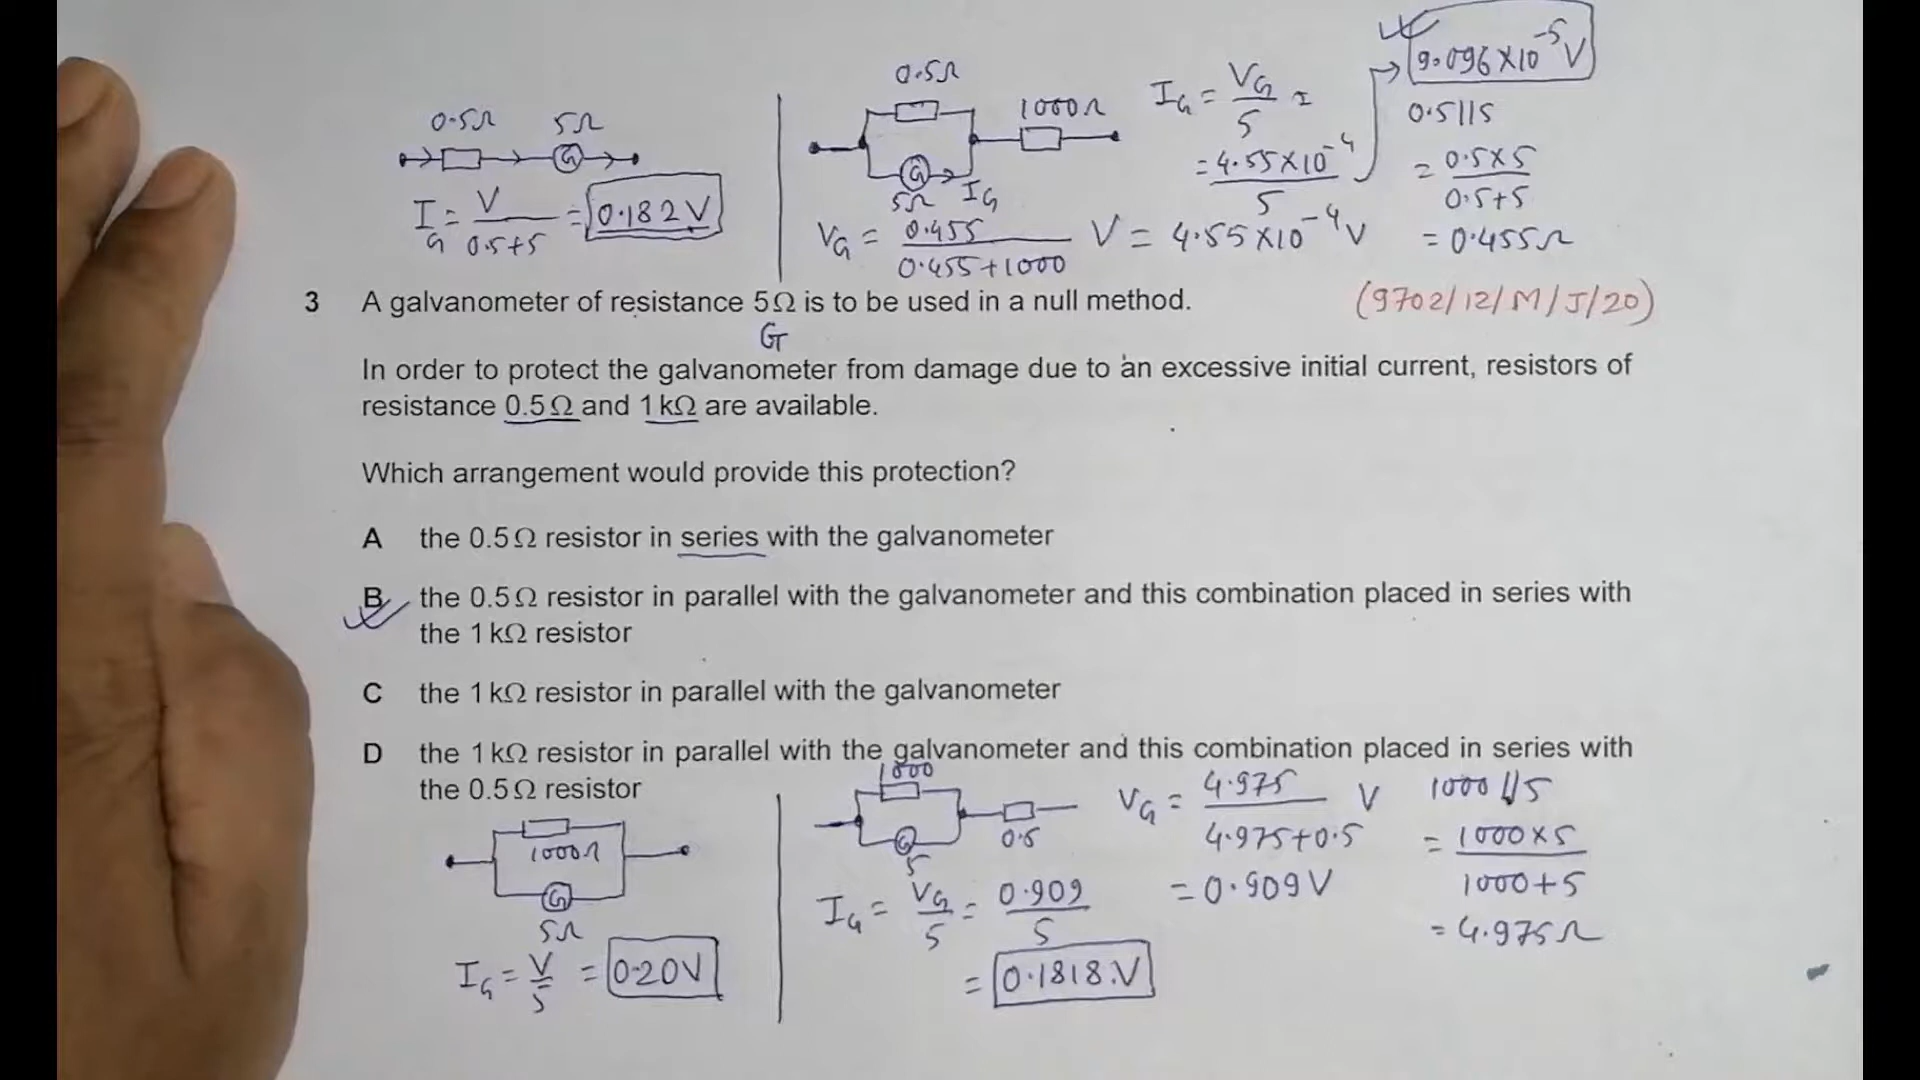 0.5Ω 5Ω
G
I_G = V / 0.5+5 = 0.182V
0.5Ω
1000Ω
G
5Ω I_G
V_G = 0.455 / 0.455+1000 V = 4.55×10^-4 V
I_G = V_G / 5 =
= 4.55×10^-4 / 5
9.096×10^-5 V
0.5||5
= 0.5×5 / 0.5+5
= 0.455Ω
3 A galvanometer of resistance 5Ω is to be used in a null method.
(9702/12/M/J/20)
G
In order to protect the galvanometer from damage due to an excessive initial current, resistors of
resistance 0.5Ω and 1kΩ are available.
Which arrangement would provide this protection?
A the 0.5Ω resistor in series with the galvanometer
B the 0.5Ω resistor in parallel with the galvanometer and this combination placed in series with
the 1kΩ resistor
C the 1kΩ resistor in parallel with the galvanometer
D the 1kΩ resistor in parallel with the galvanometer and this combination placed in series with
the 0.5Ω resistor
1000Ω
G
5Ω
I_G = V / 5 = 0.20V
1000
G
5
0.5
V_G = 4.975 / 4.975+0.5 V
= 0.909V
I_G = V_G / 5 = 0.909 / 5
= 0.1818.V
1000||5
= 1000×5 / 1000+5
= 4.975Ω